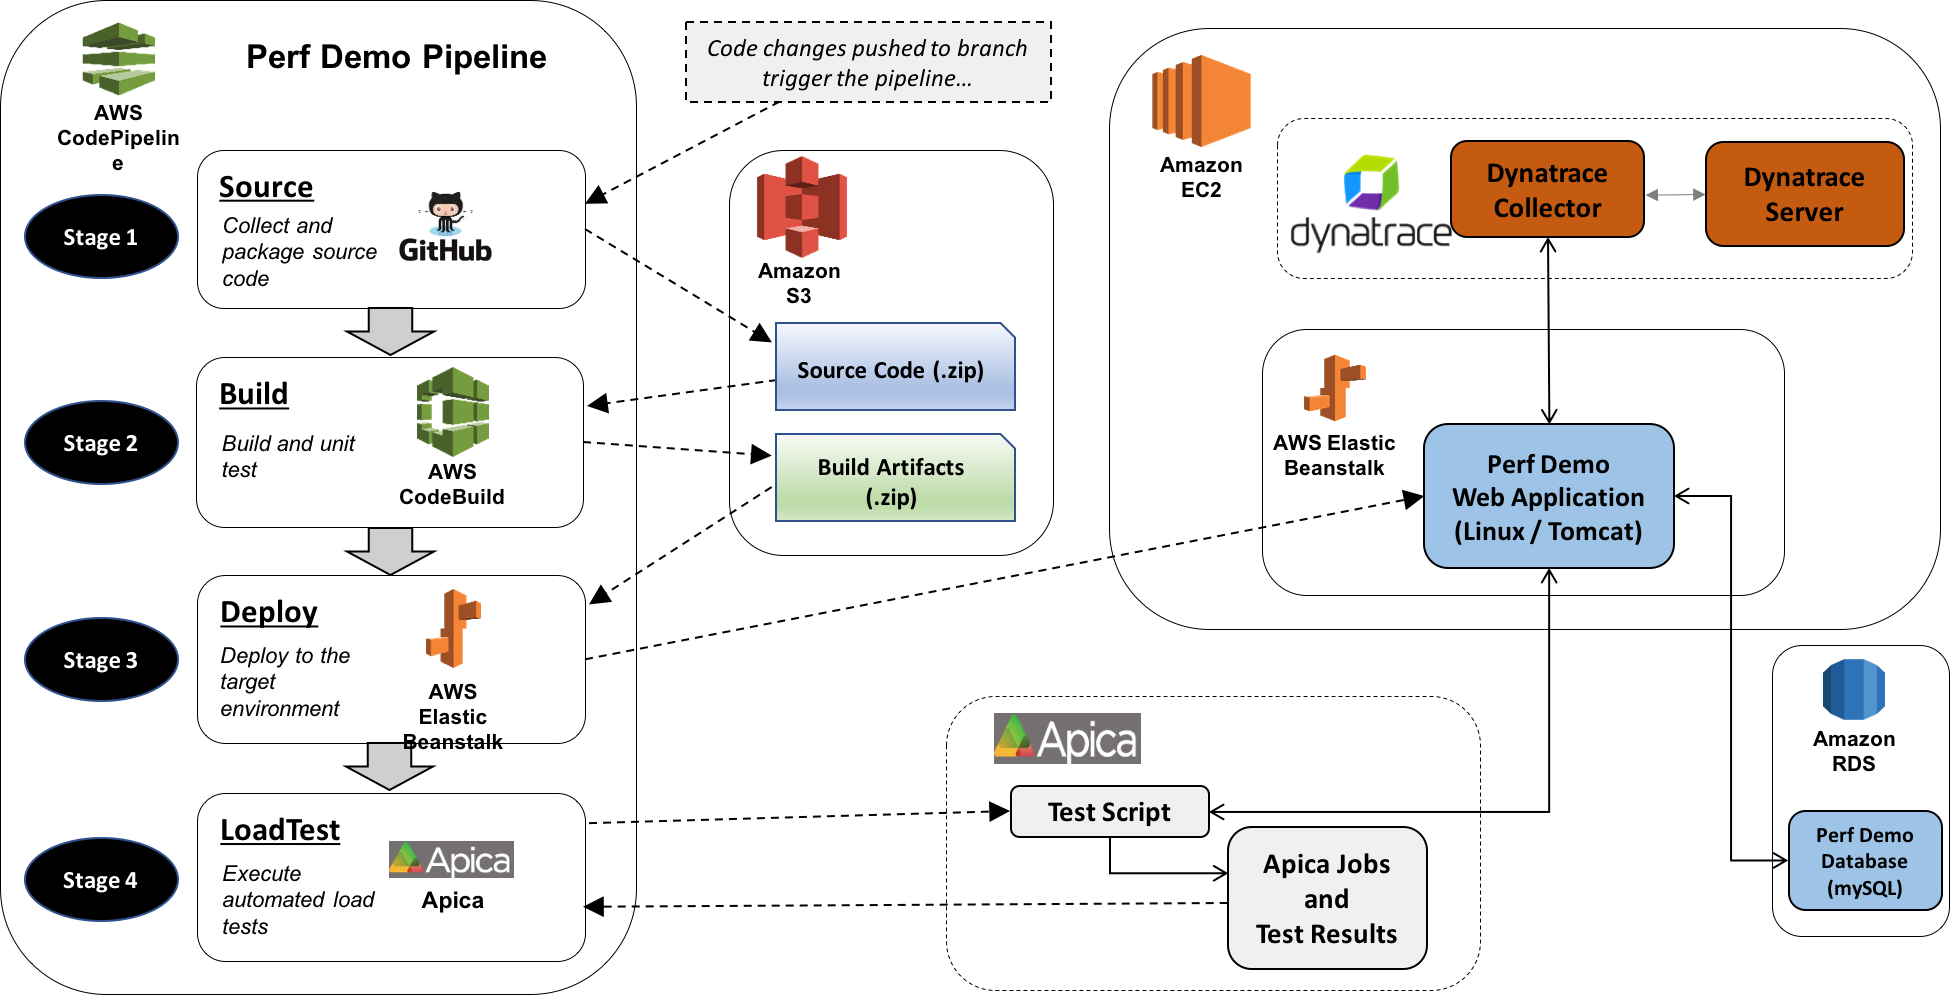 Perf Demo Pipeline
AWS
CodePipelin
e
Code changes pushed to branch
trigger the pipeline...
Stage 1
Source
Collect and
package source
code
GitHub
Stage 2
Build
Build and unit
test
AWS
CodeBuild
Stage 3
Deploy
Deploy to the
target
environment
AWS
Elastic
Beanstalk
Stage 4
LoadTest
Execute
automated load
tests
Apica
Apica
Amazon
S3
Source Code (.zip)
Build Artifacts
(.zip)
Amazon
EC2
dynatrace
Dynatrace
Collector
Dynatrace
Server
AWS Elastic
Beanstalk
Perf Demo
Web Application
(Linux / Tomcat)
Apica
Test Script
Apica Jobs
and
Test Results
Amazon
RDS
Perf Demo
Database
(mySQL)